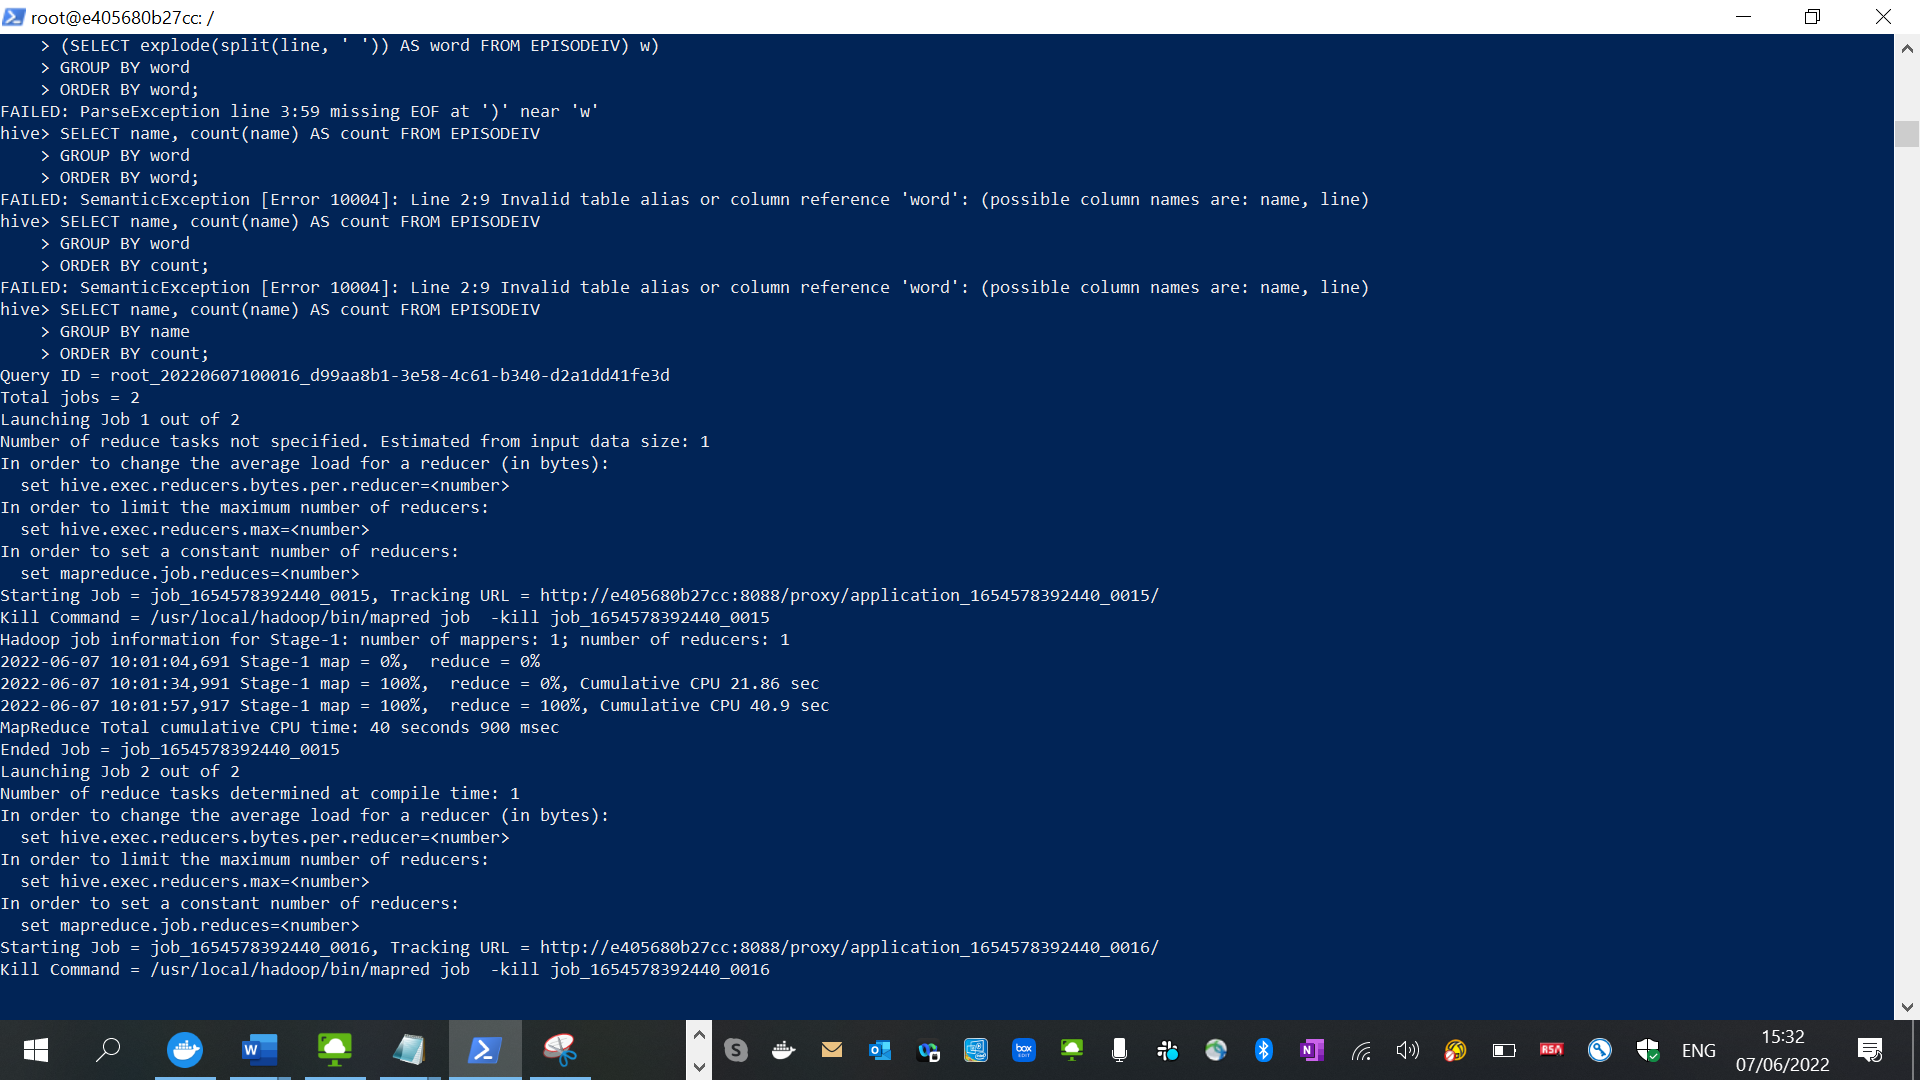 root@e405680b27cc: /
    > (SELECT explode(split(line, ' ')) AS word FROM EPISODEIV) w)
    > GROUP BY word
    > ORDER BY word;
FAILED: ParseException line 3:59 missing EOF at ')' near 'w'
hive> SELECT name, count(name) AS count FROM EPISODEIV
    > GROUP BY word
    > ORDER BY word;
FAILED: SemanticException [Error 10004]: Line 2:9 Invalid table alias or column reference 'word': (possible column names are: name, line)
hive> SELECT name, count(name) AS count FROM EPISODEIV
    > GROUP BY word
    > ORDER BY count;
FAILED: SemanticException [Error 10004]: Line 2:9 Invalid table alias or column reference 'word': (possible column names are: name, line)
hive> SELECT name, count(name) AS count FROM EPISODEIV
    > GROUP BY name
    > ORDER BY count;
Query ID = root_20220607100016_d99aa8b1-3e58-4c61-b340-d2a1dd41fe3d
Total jobs = 2
Launching Job 1 out of 2
Number of reduce tasks not specified. Estimated from input data size: 1
In order to change the average load for a reducer (in bytes):
  set hive.exec.reducers.bytes.per.reducer=<number>
In order to limit the maximum number of reducers:
  set hive.exec.reducers.max=<number>
In order to set a constant number of reducers:
  set mapreduce.job.reduces=<number>
Starting Job = job_1654578392440_0015, Tracking URL = http://e405680b27cc:8088/proxy/application_1654578392440_0015/
Kill Command = /usr/local/hadoop/bin/mapred job  -kill job_1654578392440_0015
Hadoop job information for Stage-1: number of mappers: 1; number of reducers: 1
2022-06-07 10:01:04,691 Stage-1 map = 0%,  reduce = 0%
2022-06-07 10:01:34,991 Stage-1 map = 100%,  reduce = 0%, Cumulative CPU 21.86 sec
2022-06-07 10:01:57,917 Stage-1 map = 100%,  reduce = 100%, Cumulative CPU 40.9 sec
MapReduce Total cumulative CPU time: 40 seconds 900 msec
Ended Job = job_1654578392440_0015
Launching Job 2 out of 2
Number of reduce tasks determined at compile time: 1
In order to change the average load for a reducer (in bytes):
  set hive.exec.reducers.bytes.per.reducer=<number>
In order to limit the maximum number of reducers:
  set hive.exec.reducers.max=<number>
In order to set a constant number of reducers:
  set mapreduce.job.reduces=<number>
Starting Job = job_1654578392440_0016, Tracking URL = http://e405680b27cc:8088/proxy/application_1654578392440_0016/
Kill Command = /usr/local/hadoop/bin/mapred job  -kill job_1654578392440_0016
W
S
box
EDIT
N
RSA
ENG
15:32
07/06/2022